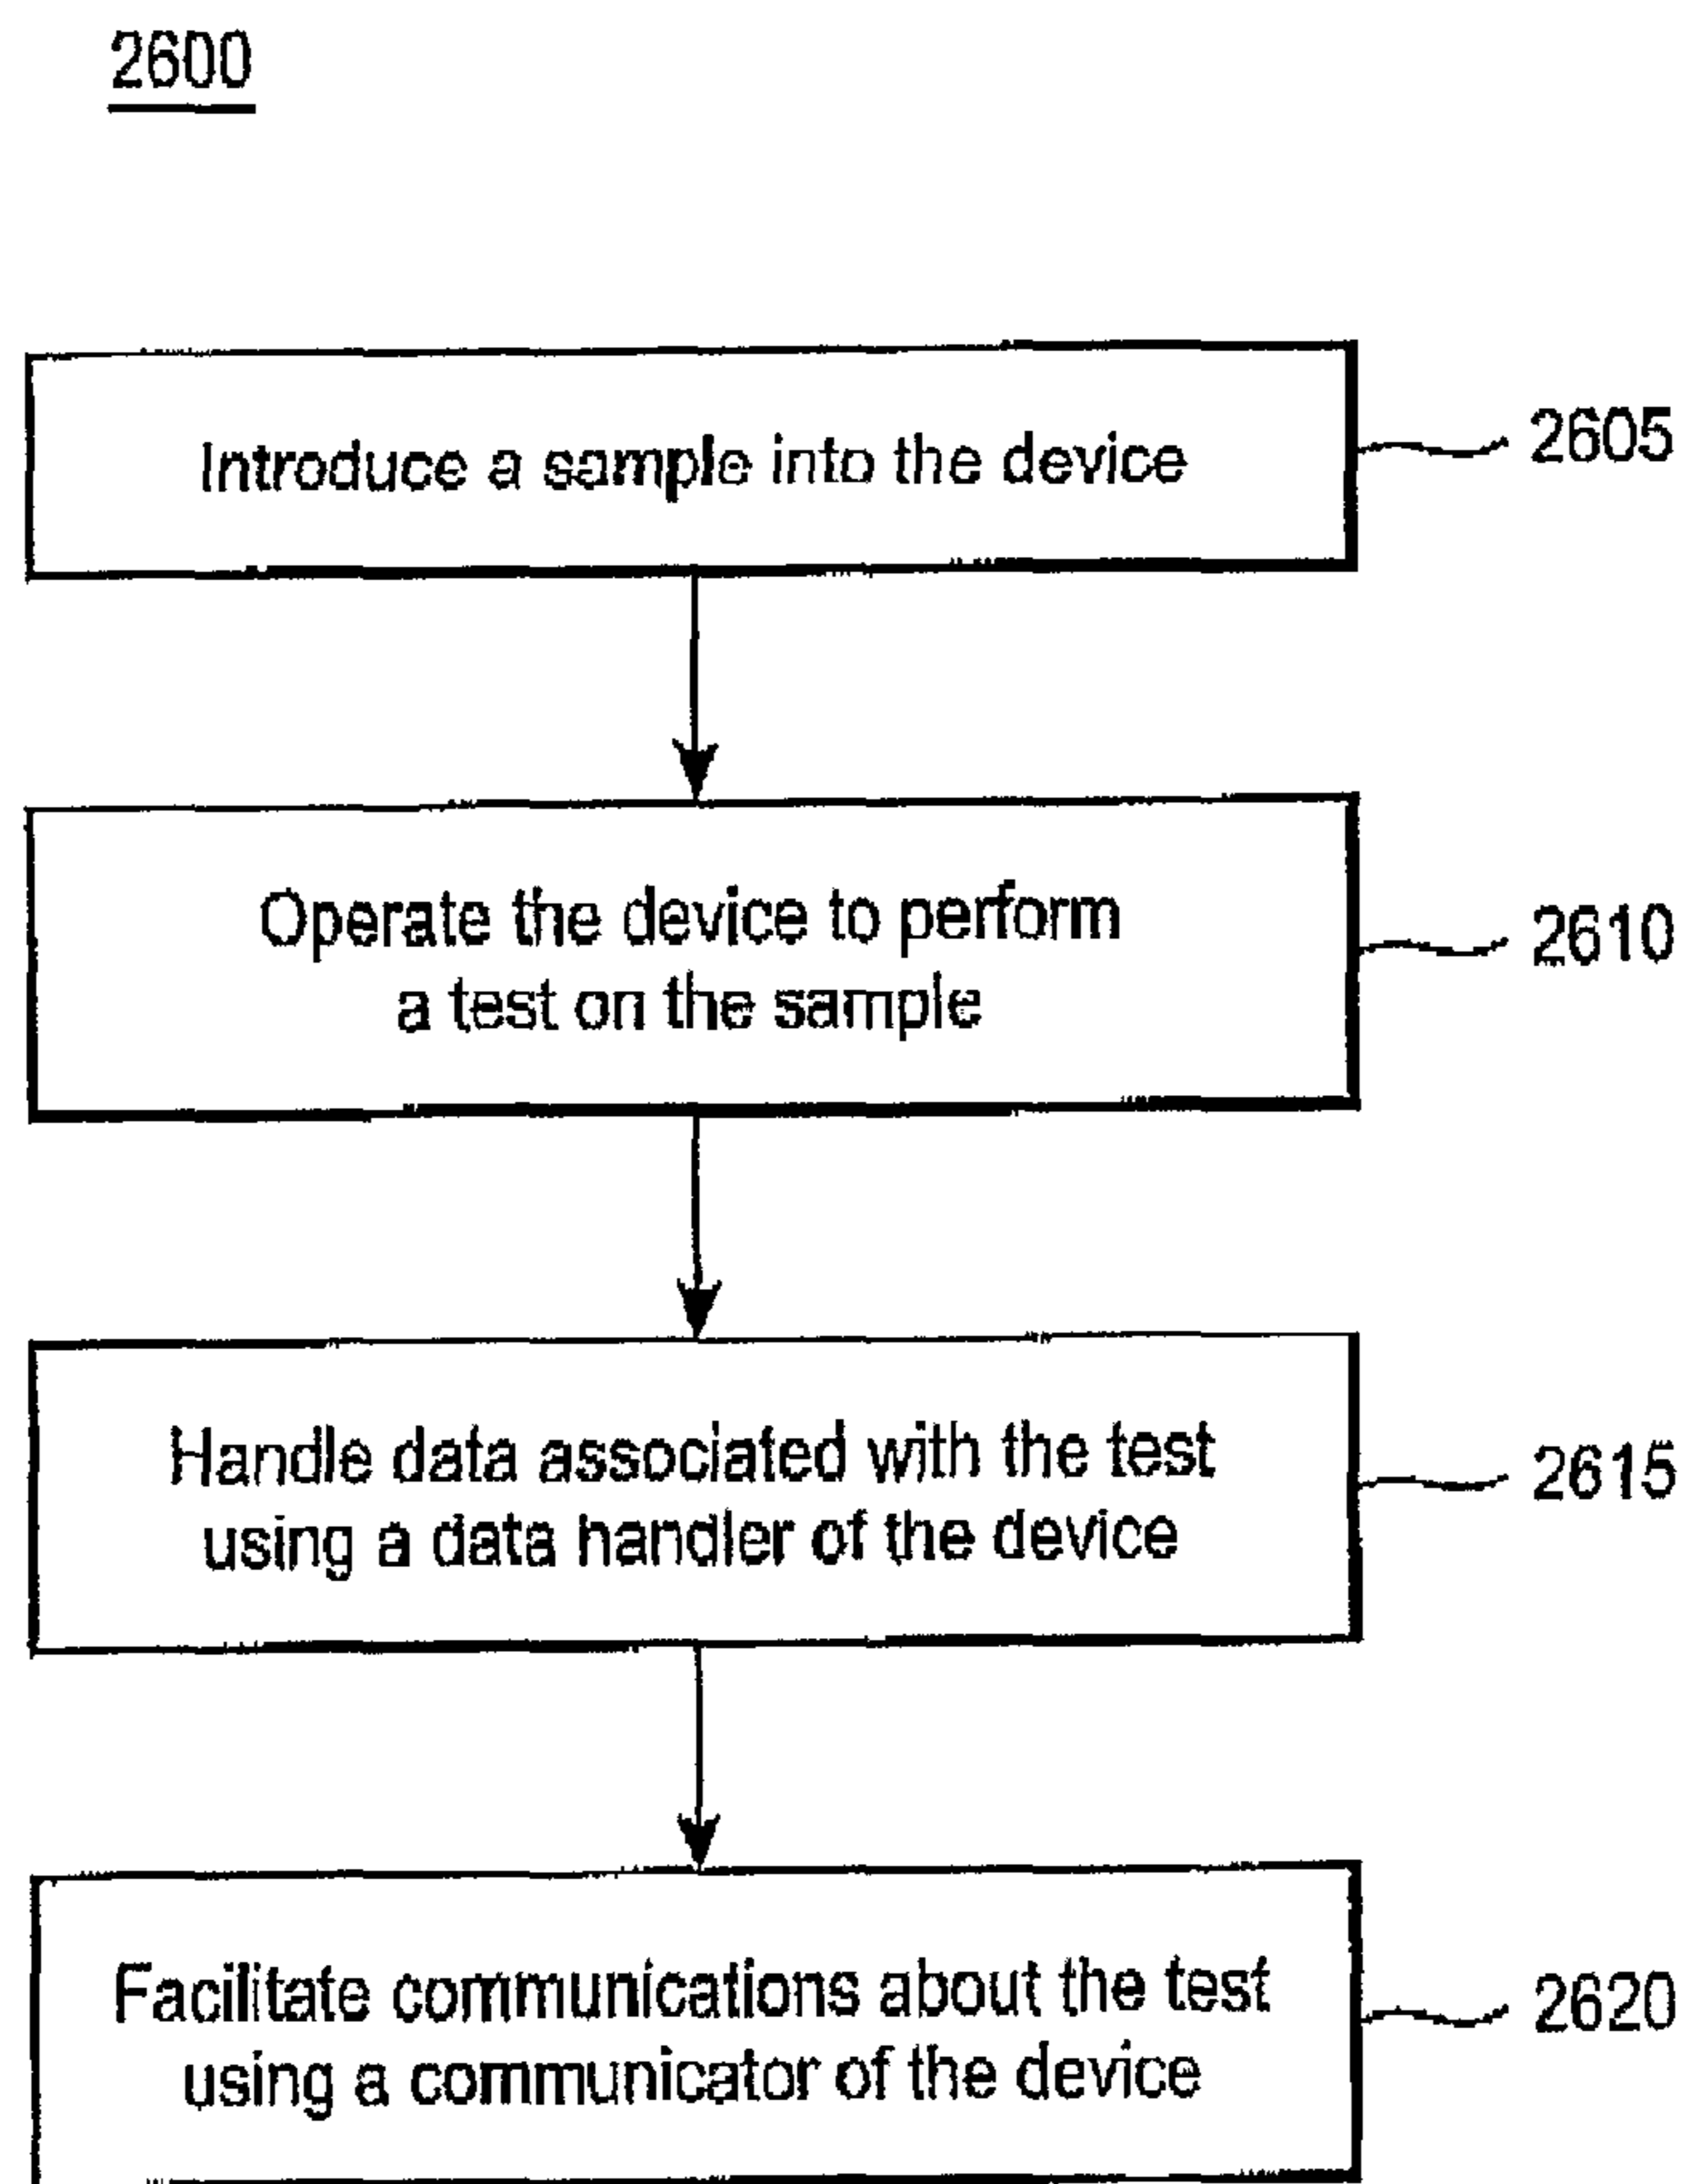 2600
Introduce a sample into the device
2605
Operate the device to perform
a test on the sample
2610
Handle data associated with the test
using a data handler of the device
2615
Facilitate communications about the test
using a communicator of the device
2620